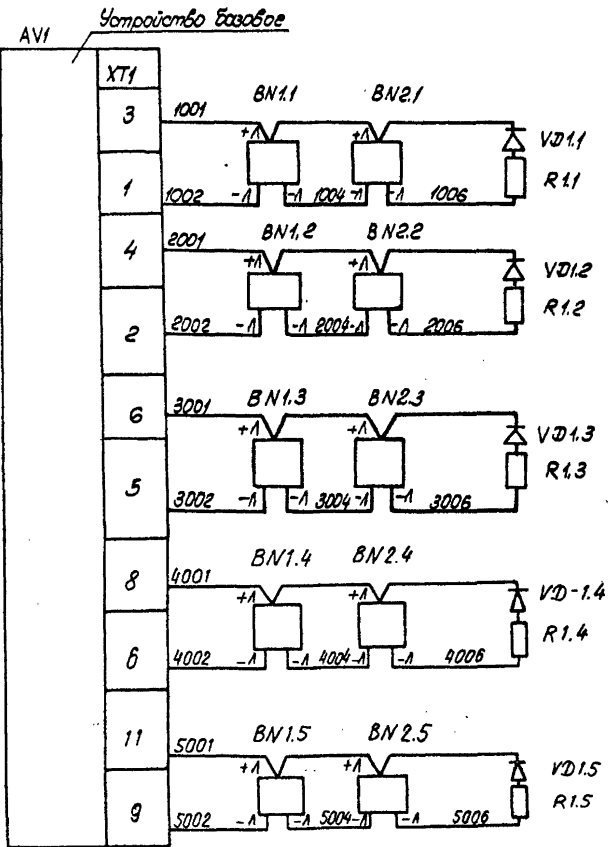 Устройство базовое
AV1
XT1
3
1001
BN1.1
BN2.1
+Л
+Л
VD1.1
R1.1
1
1002
-Л
-Л
1004
-Л
-Л
1006
4
2001
BN1,2
BN2.2
+Л
+Л
VD1.2
R1.2
2
2002
-Л
-Л
2004
-Л
-Л
2006
6
3001
BN1.3
BN2.3
+Л
+Л
VD1.3
R1.3
5
3002
-Л
-Л
3004
-Л
-Л
3006
8
4001
BN1.4
BN2.4
+Л
+Л
VD-1.4
R1.4
6
4002
-Л
-Л
4004
-Л
-Л
4006
11
5001
BN1.5
BN2.5
+Л
+Л
VD1.5
R1.5
9
5002
-Л
-Л
5004
-Л
-Л
5006